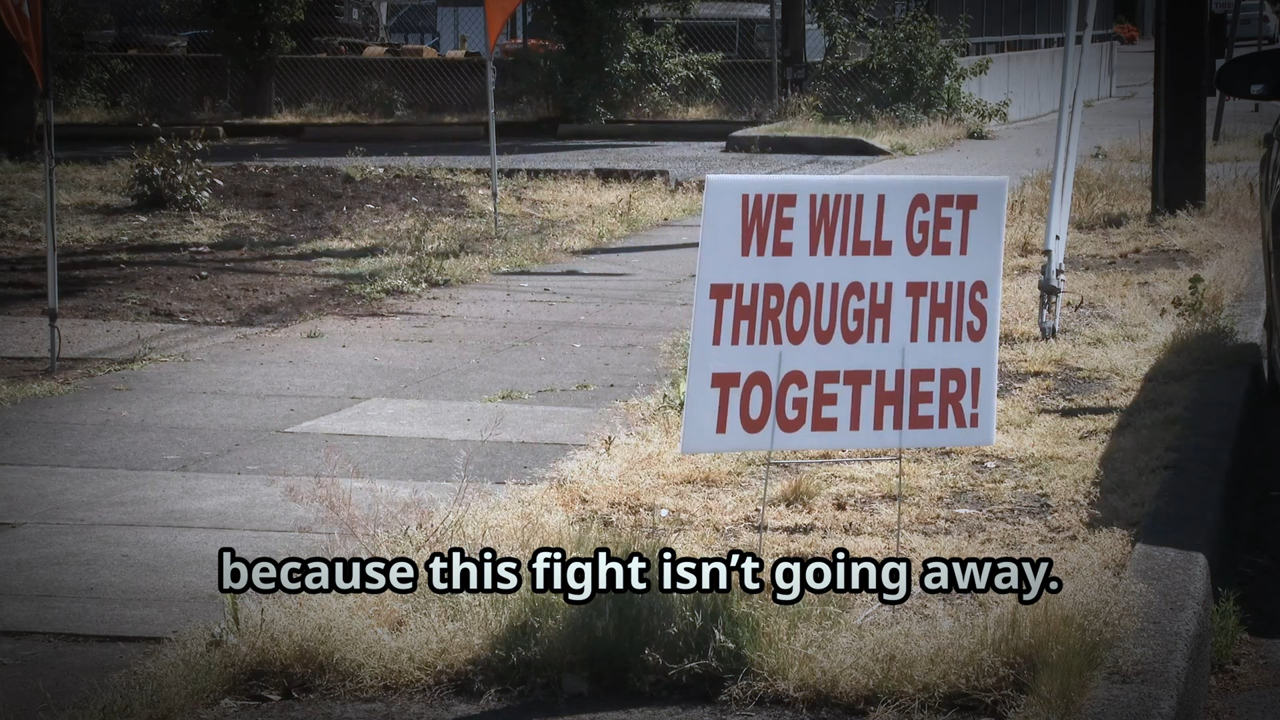 WE WILL GET
THROUGH THIS
TOGETHER!
because this fight isn’t going away.